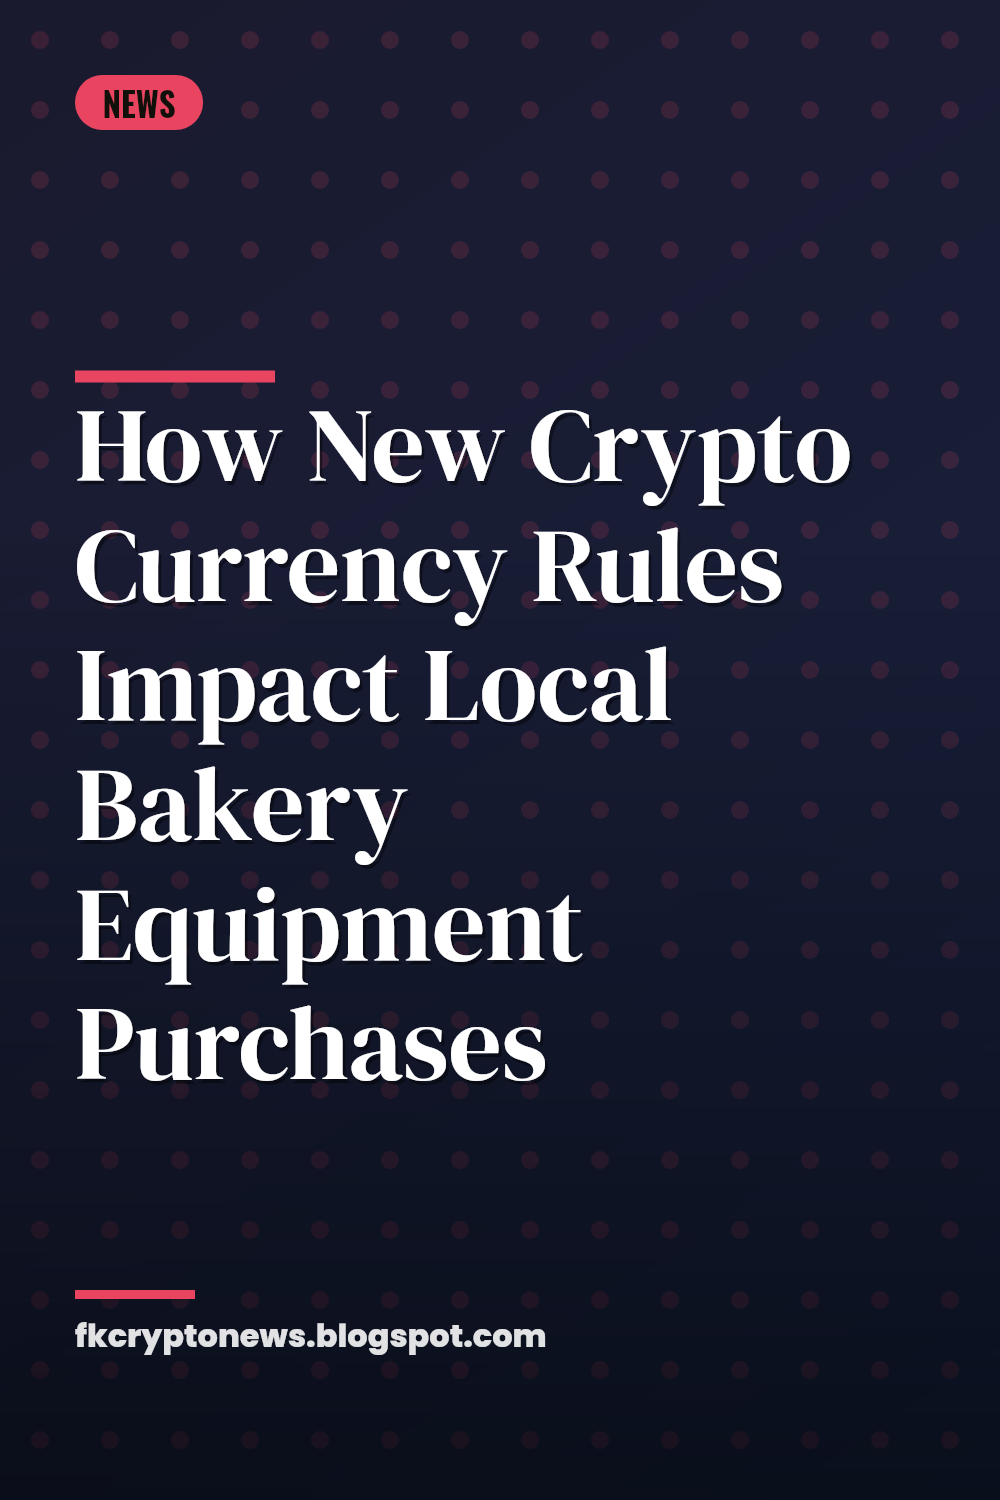 NEWS
How New Crypto
Currency Rules
Impact Local
Bakery
Equipment
Purchases
fkcryptonews.blogspot.com